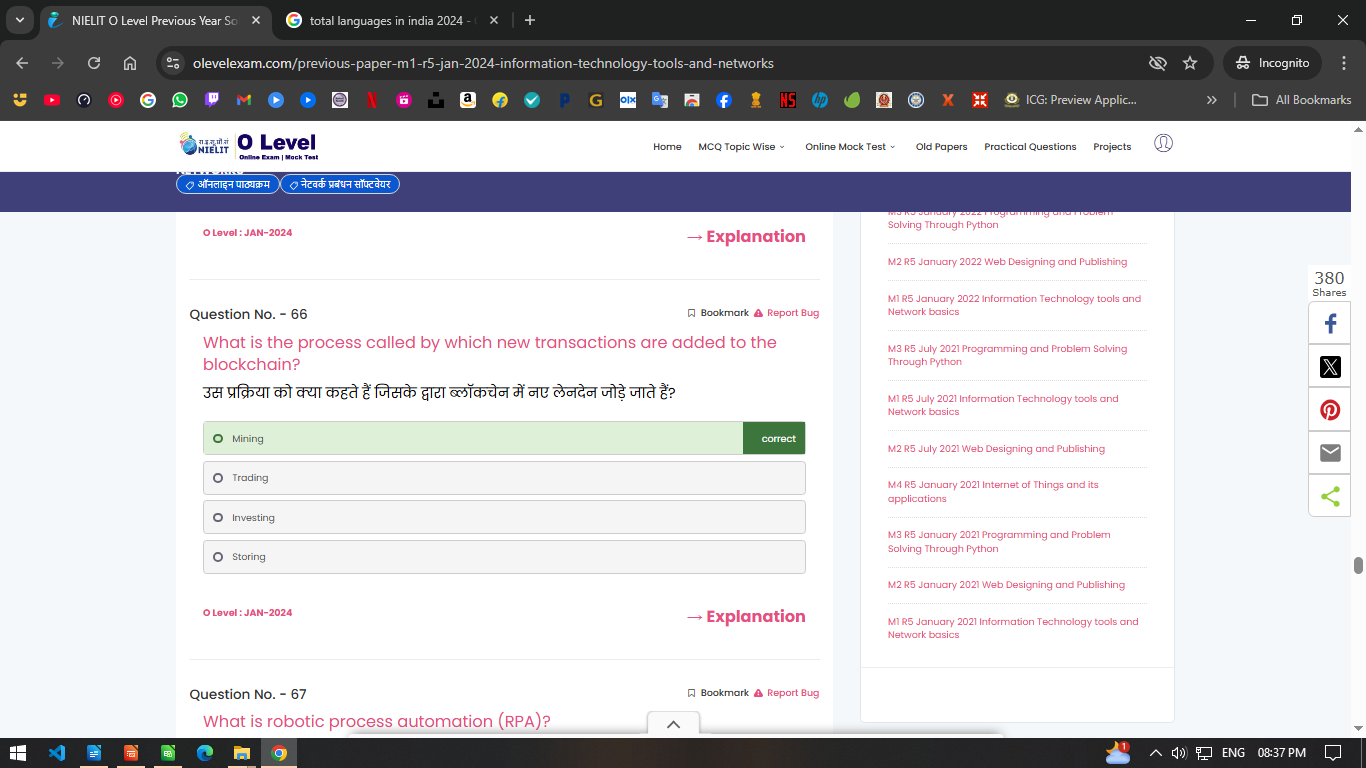 NIELIT O Level Previous Year So
total languages in india 2024 -
olevelexam.com/previous-paper-m1-r5-jan-2024-information-technology-tools-and-networks
Incognito
ICG: Preview Applic...
All Bookmarks
रा.इ.सू.प्रौ.सं
NIELIT
O Level
Online Exam | Mock Test
Home
MCQ Topic Wise
Online Mock Test
Old Papers
Practical Questions
Projects
ऑनलाइन पाठ्यक्रम
नेटवर्क प्रबंधन सॉफ्टवेयर
O Level : JAN-2024
→ Explanation
Question No. - 66
Bookmark
Report Bug
What is the process called by which new transactions are added to the
blockchain?
उस प्रक्रिया को क्या कहते हैं जिसके द्वारा ब्लॉकचेन में नए लेनदेन जोड़े जाते हैं?
Mining
correct
Trading
Investing
Storing
O Level : JAN-2024
→ Explanation
Question No. - 67
Bookmark
Report Bug
What is robotic process automation (RPA)?
M3 R5 January 2022 Programming and Problem
Solving Through Python
M2 R5 January 2022 Web Designing and Publishing
M1 R5 January 2022 Information Technology tools and
Network basics
M3 R5 July 2021 Programming and Problem Solving
Through Python
M1 R5 July 2021 Information Technology tools and
Network basics
M2 R5 July 2021 Web Designing and Publishing
M4 R5 January 2021 Internet of Things and its
applications
M3 R5 January 2021 Programming and Problem
Solving Through Python
M2 R5 January 2021 Web Designing and Publishing
M1 R5 January 2021 Information Technology tools and
Network basics
380
Shares
1
ENG
08:37 PM